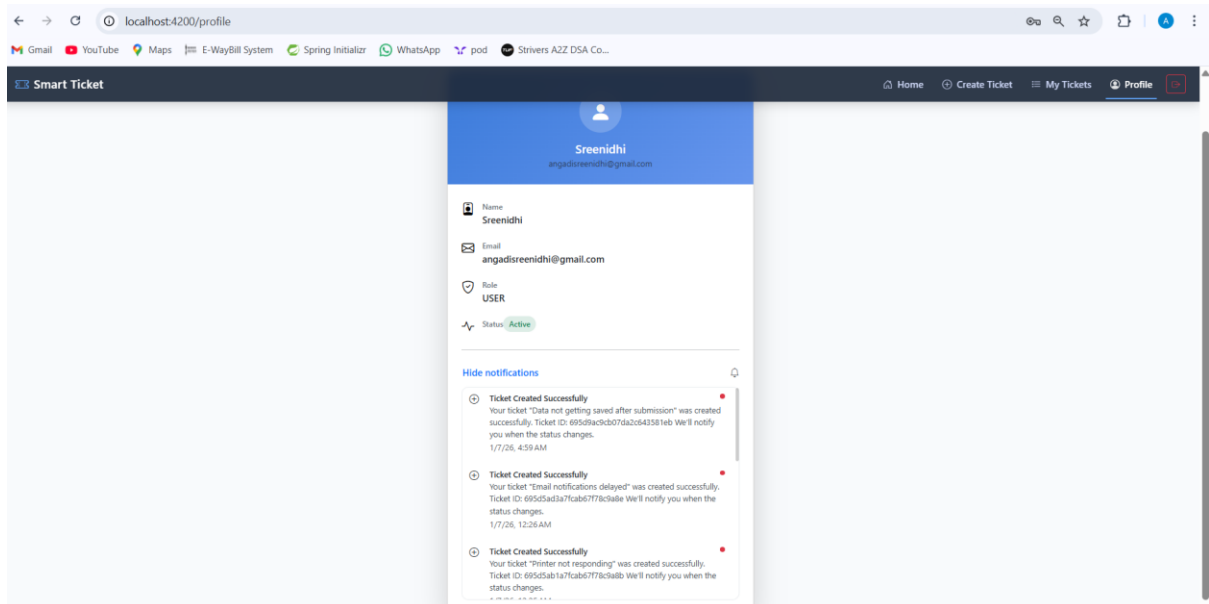 localhost:4200/profile
A
Gmail YouTube Maps E-WayBill System Spring Initializr WhatsApp pod Strivers A2Z DSA Co...
Smart Ticket Home Create Ticket My Tickets Profile
Sreenidhi
angadisreenidhi@gmail.com
Name
Sreenidhi
Email
angadisreenidhi@gmail.com
Role
USER
Status Active
Hide notifications
Ticket Created Successfully
Your ticket "Data not getting saved after submission" was created
successfully. Ticket ID: 695d9ac9cb07da2c643581eb We'll notify
you when the status changes.
1/7/26, 4:59 AM
Ticket Created Successfully
Your ticket "Email notifications delayed" was created successfully.
Ticket ID: 695d5ad3a7fcab67f78c9a8e We'll notify you when the
status changes.
1/7/26, 12:26 AM
Ticket Created Successfully
Your ticket "Printer not responding" was created successfully.
Ticket ID: 695d5ab1a7fcab67f78c9a8b We'll notify you when the
status changes.